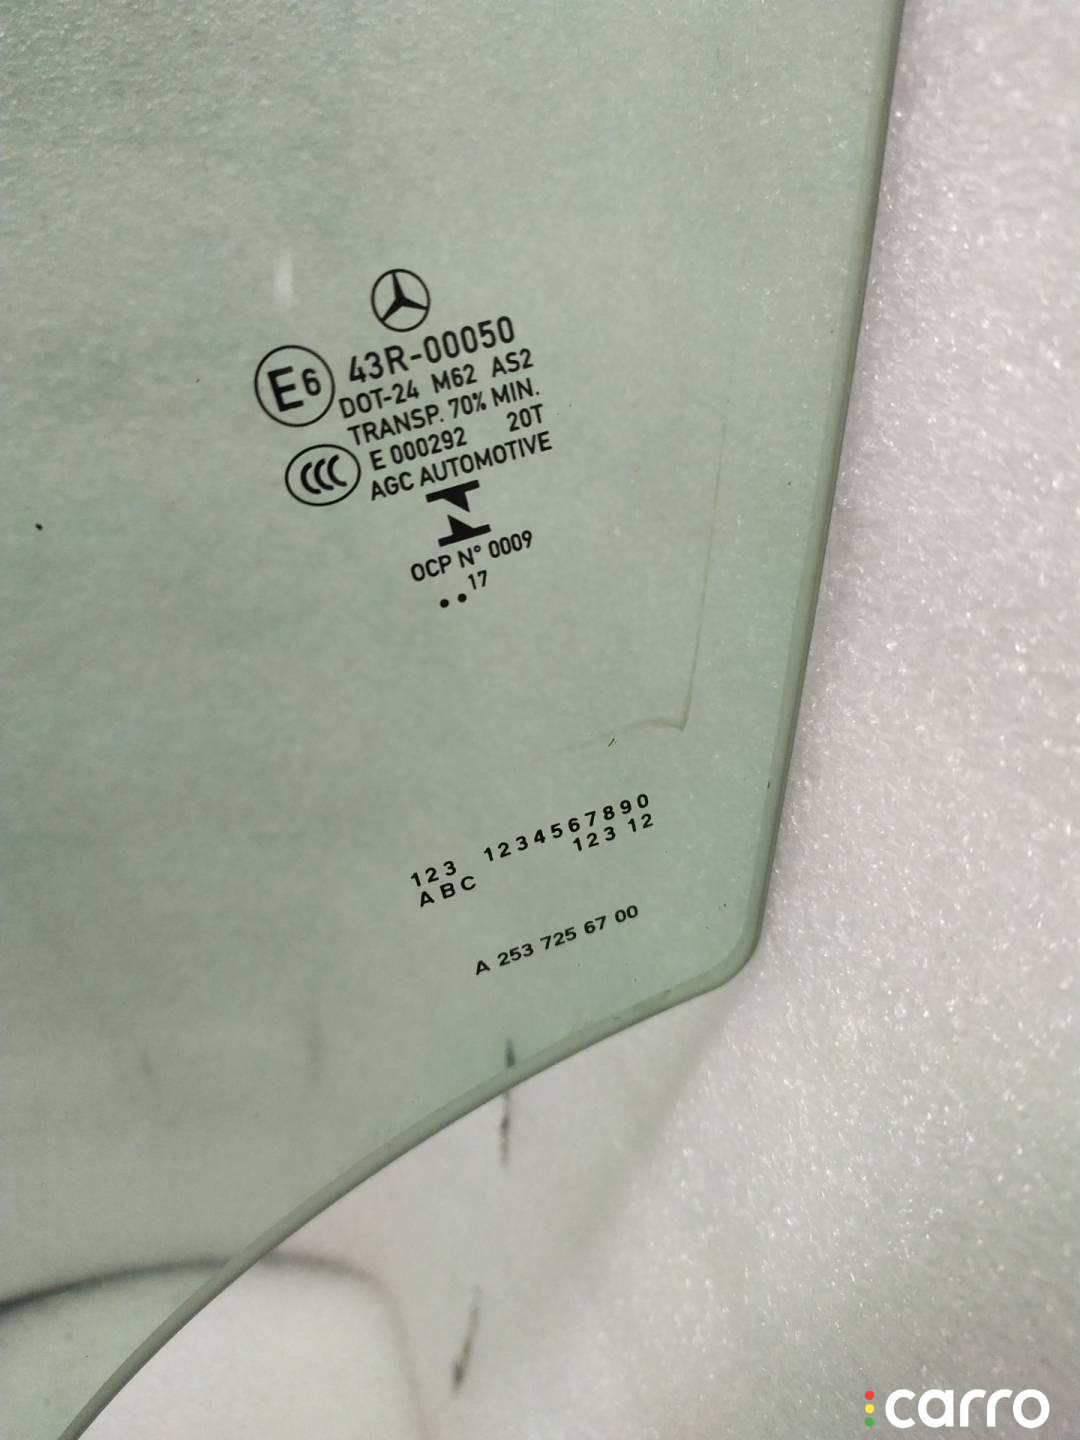 E6 43R-00050
DOT-24 M62 AS2
TRANSP. 70% MIN.
CCC E 000292 20T
AGC AUTOMOTIVE
OCP N° 0009
..17
123 1234567890
ABC 123 12
A 253 725 67 00
carro